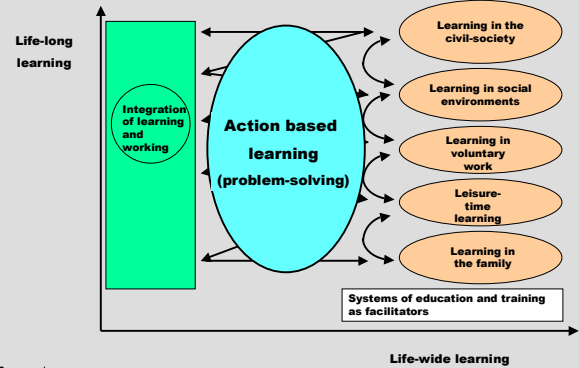 Life-long
learning
Integration
of learning
and
working
Action based
learning
(problem-solving)
Learning in the
civil-society
Learning in social
environments
Learning in
voluntary
work
Leisure-
time
learning
Learning in
the family
Systems of education and training
as facilitators
Life-wide learning